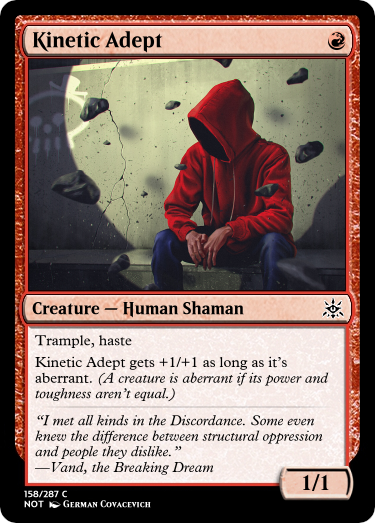 Kinetic Adept
Creature — Human Shaman
Trample, haste
Kinetic Adept gets +1/+1 as long as it's
aberrant. (A creature is aberrant if its power and
toughness aren't equal.)
"I met all kinds in the Discordance. Some even
knew the difference between structural oppression
and people they dislike."
—Vand, the Breaking Dream
1/1
158/287 C
NOT German Covacevich